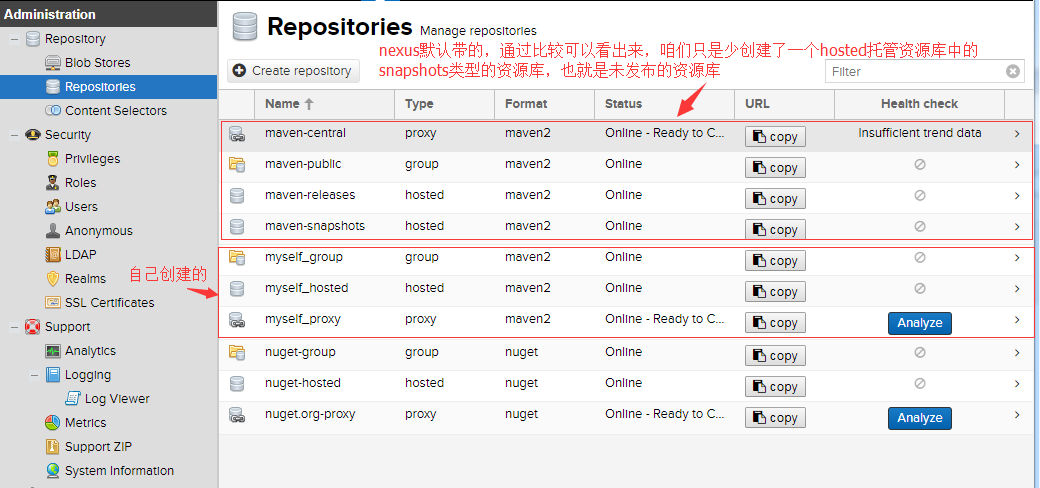 Administration
Repository
Blob Stores
Repositories
Content Selectors
Security
Privileges
Roles
Users
Anonymous
LDAP
Realms
SSL Certificates
Support
Analytics
Logging
Log Viewer
Metrics
Support ZIP
System Information
自己创建的
Repositories Manage repositories
nexus默认带的，通过比较可以看出来，咱们只是少创建了一个hosted托管资源库中的
snapshots类型的资源库，也就是未发布的资源库
Create repository
Filter
Name Type Format Status URL Health check
maven-central proxy maven2 Online - Ready to C... copy Insufficient trend data
maven-public group maven2 Online copy
maven-releases hosted maven2 Online copy
maven-snapshots hosted maven2 Online copy
myself_group group maven2 Online copy
myself_hosted hosted maven2 Online copy
myself_proxy proxy maven2 Online - Ready to C... copy Analyze
nuget-group group nuget Online copy
nuget-hosted hosted nuget Online copy
nuget.org-proxy proxy nuget Online - Ready to C... copy Analyze